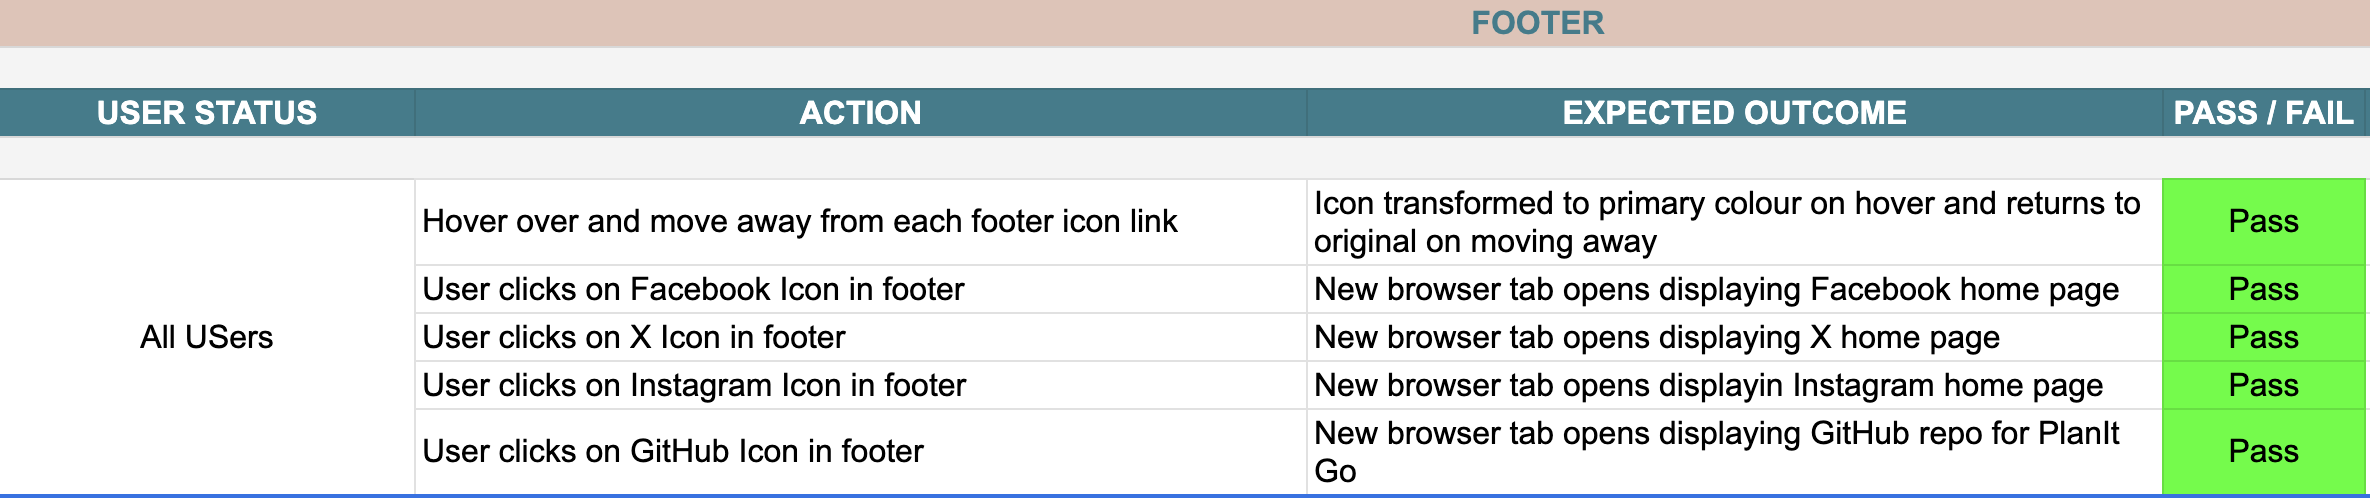 FOOTER
USER STATUS ACTION EXPECTED OUTCOME PASS / FAIL
Hover over and move away from each footer icon link
Icon transformed to primary colour on hover and returns to
original on moving away
Pass
User clicks on Facebook Icon in footer
New browser tab opens displaying Facebook home page
Pass
All USers
User clicks on X Icon in footer
New browser tab opens displaying X home page
Pass
User clicks on Instagram Icon in footer
New browser tab opens displayin Instagram home page
Pass
User clicks on GitHub Icon in footer
New browser tab opens displaying GitHub repo for PlanIt
Go
Pass